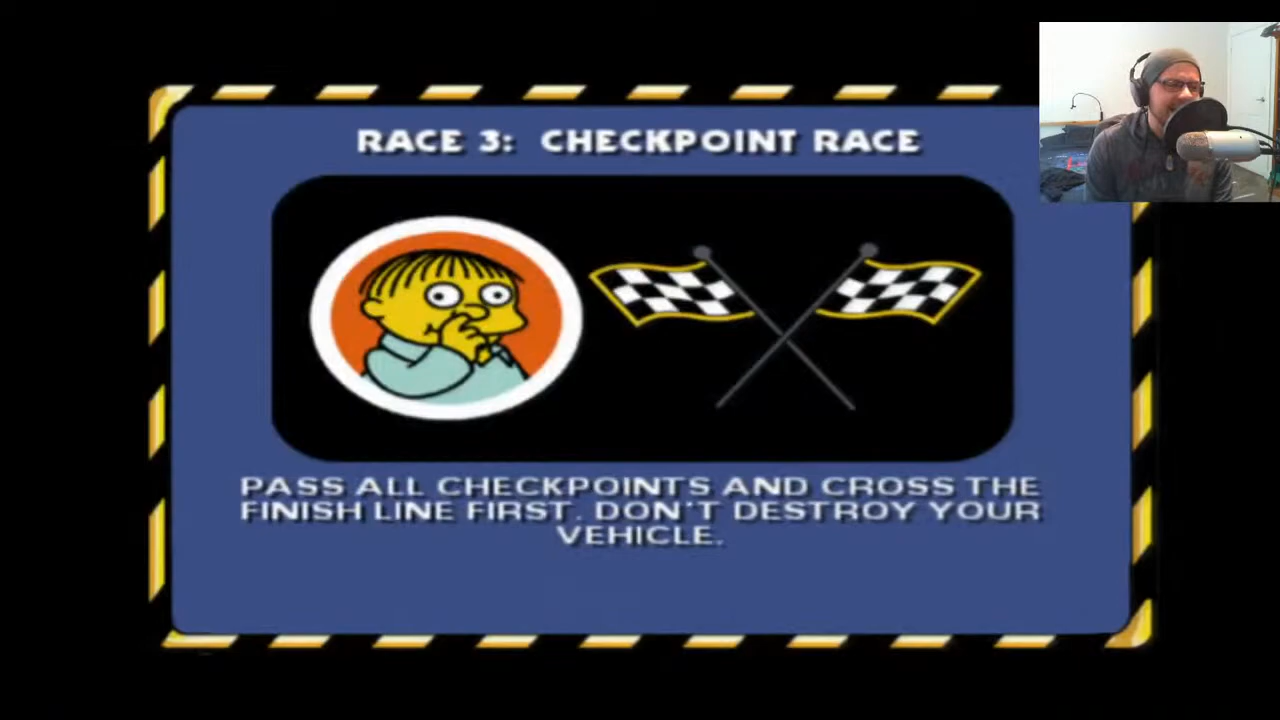 RACE 3: CHECKPOINT RACE
PASS ALL CHECKPOINTS AND CROSS THE
FINISH LINE FIRST. DON'T DESTROY YOUR
VEHICLE.